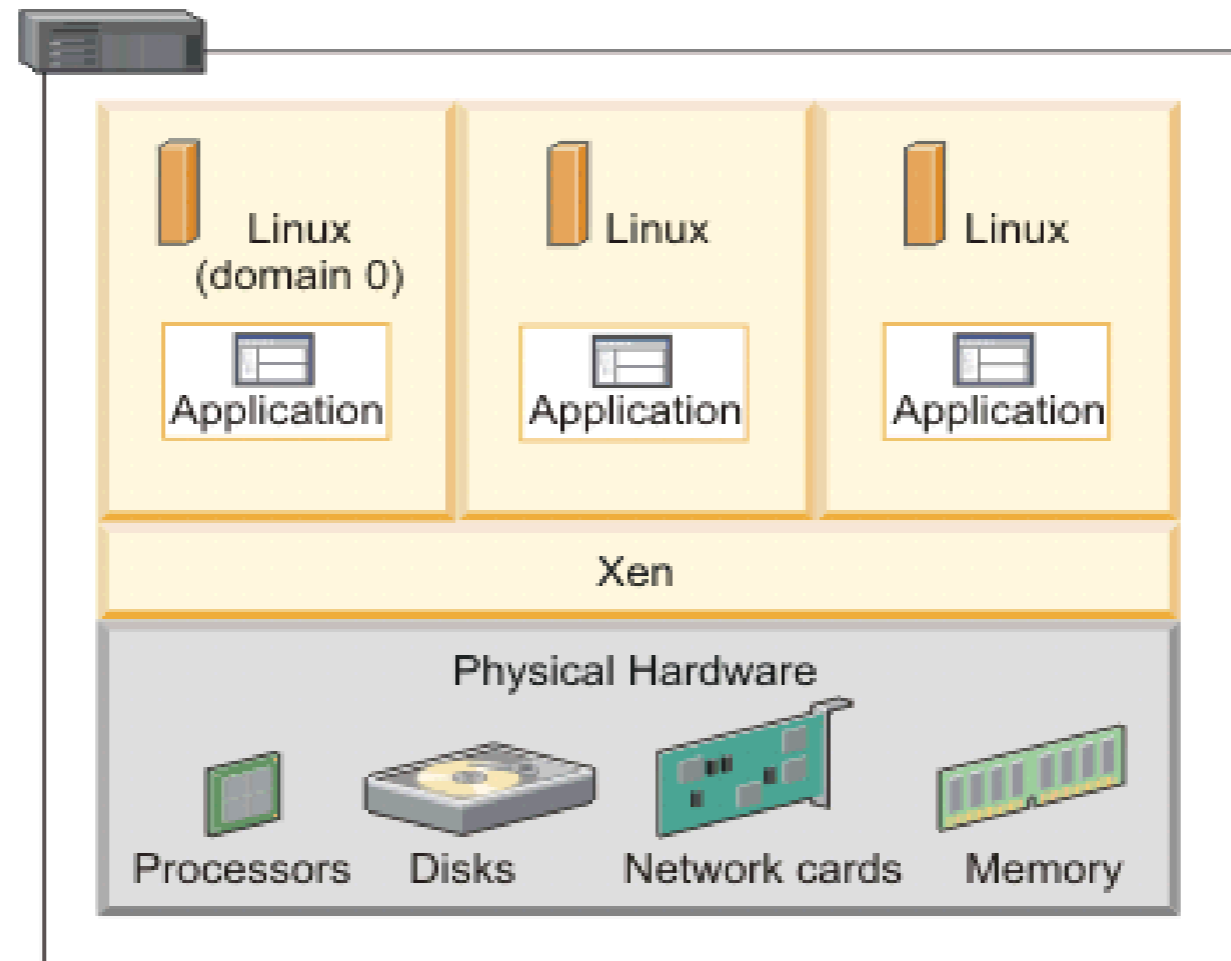 Linux
(domain 0)
Application
Linux
Application
Linux
Application
Xen
Physical Hardware
Processors
Disks
Network cards
Memory